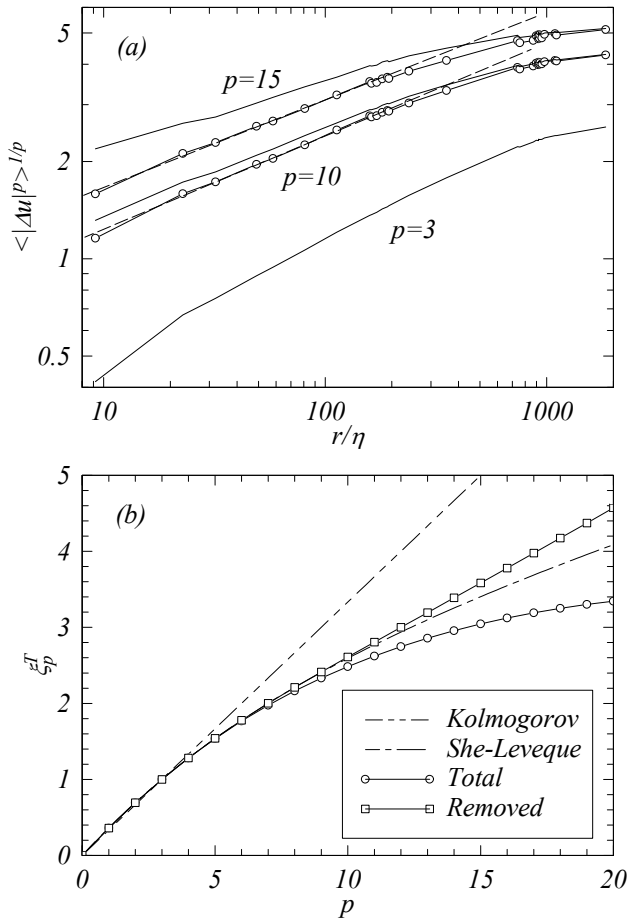 (a)
5
2
1
0.5
<|Δu|^p>^1/p
p=15
p=10
p=3
10
100
1000
r/η
(b)
5
4
3
2
1
0
ξ_p^T
0
5
10
15
20
p
Kolmogorov
She-Leveque
Total
Removed